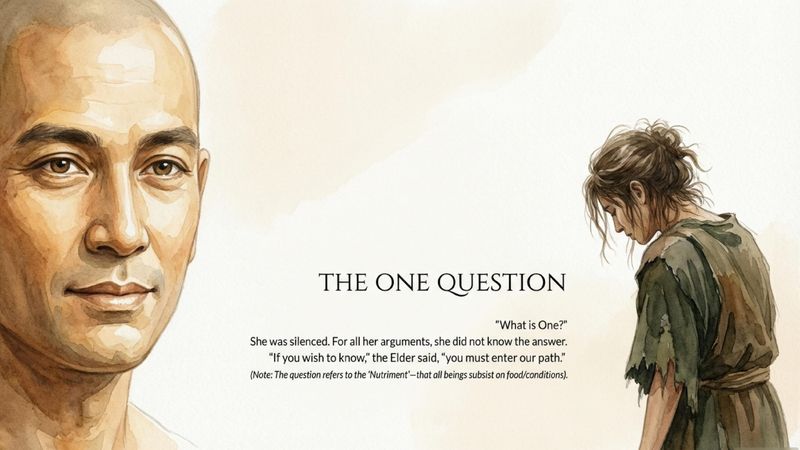 THE ONE QUESTION
“What is One?”
She was silenced. For all her arguments, she did not know the answer.
“If you wish to know,” the Elder said, “you must enter our path.”
(Note: The question refers to the ‘Nutriment’—that all beings subsist on food/conditions).